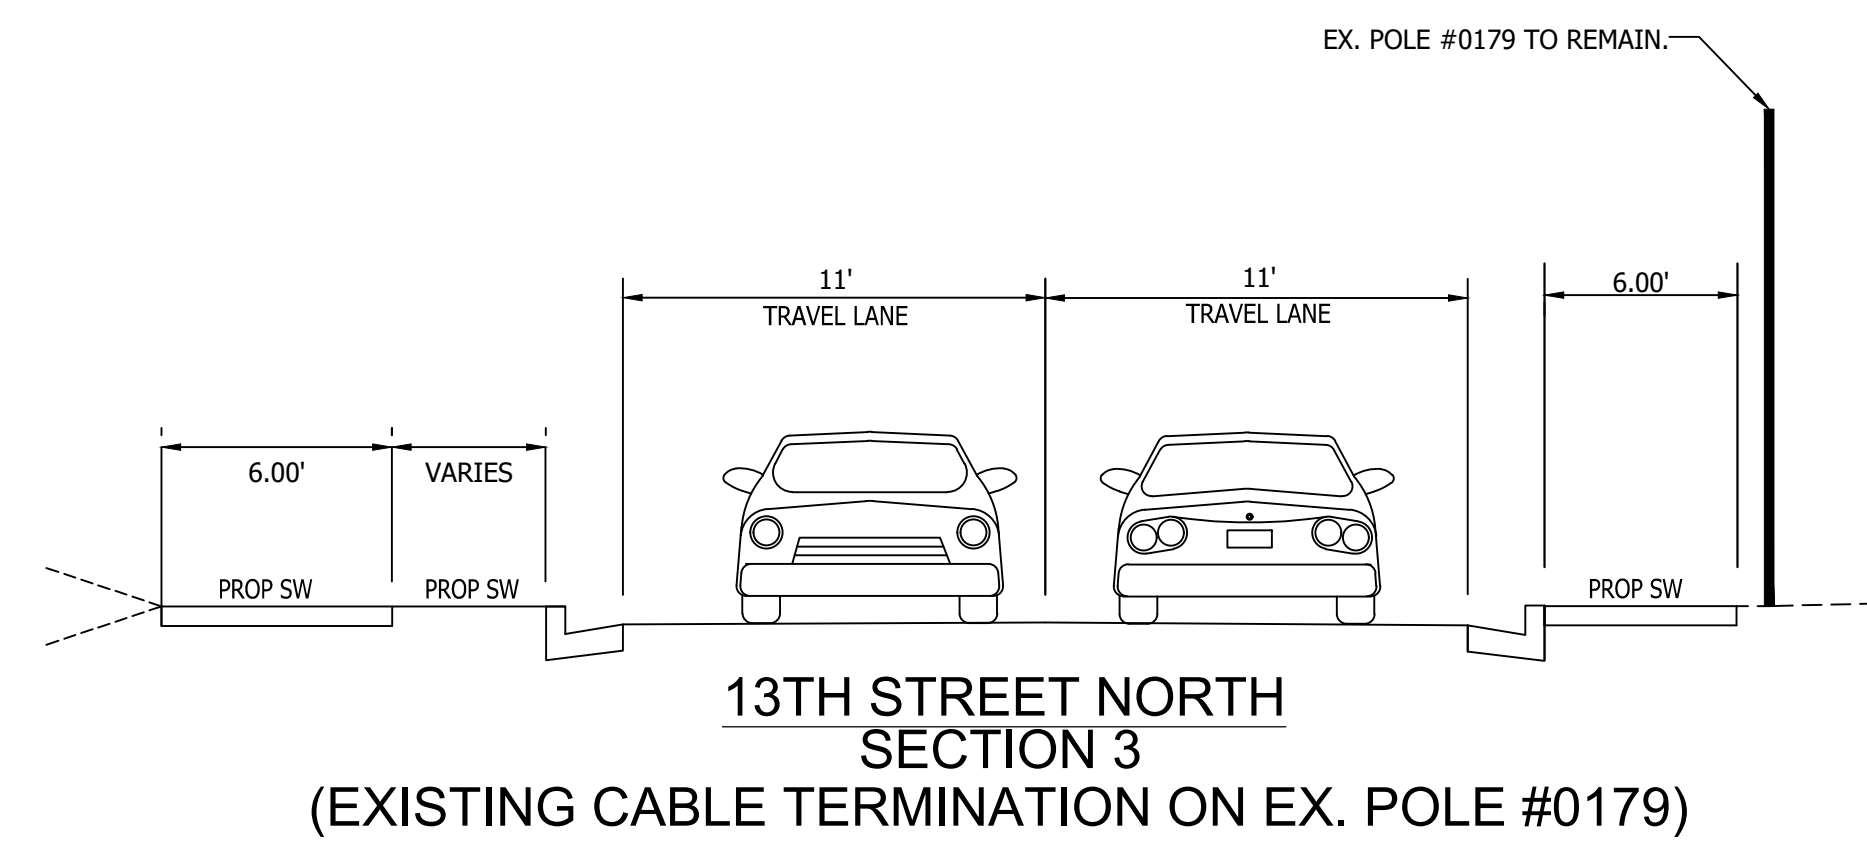 EX. POLE #0179 TO REMAIN.
11'
TRAVEL LANE
11'
TRAVEL LANE
6.00'
6.00'
VARIES
PROP SW
PROP SW
PROP SW
13TH STREET NORTH
SECTION 3
(EXISTING CABLE TERMINATION ON EX. POLE #0179)